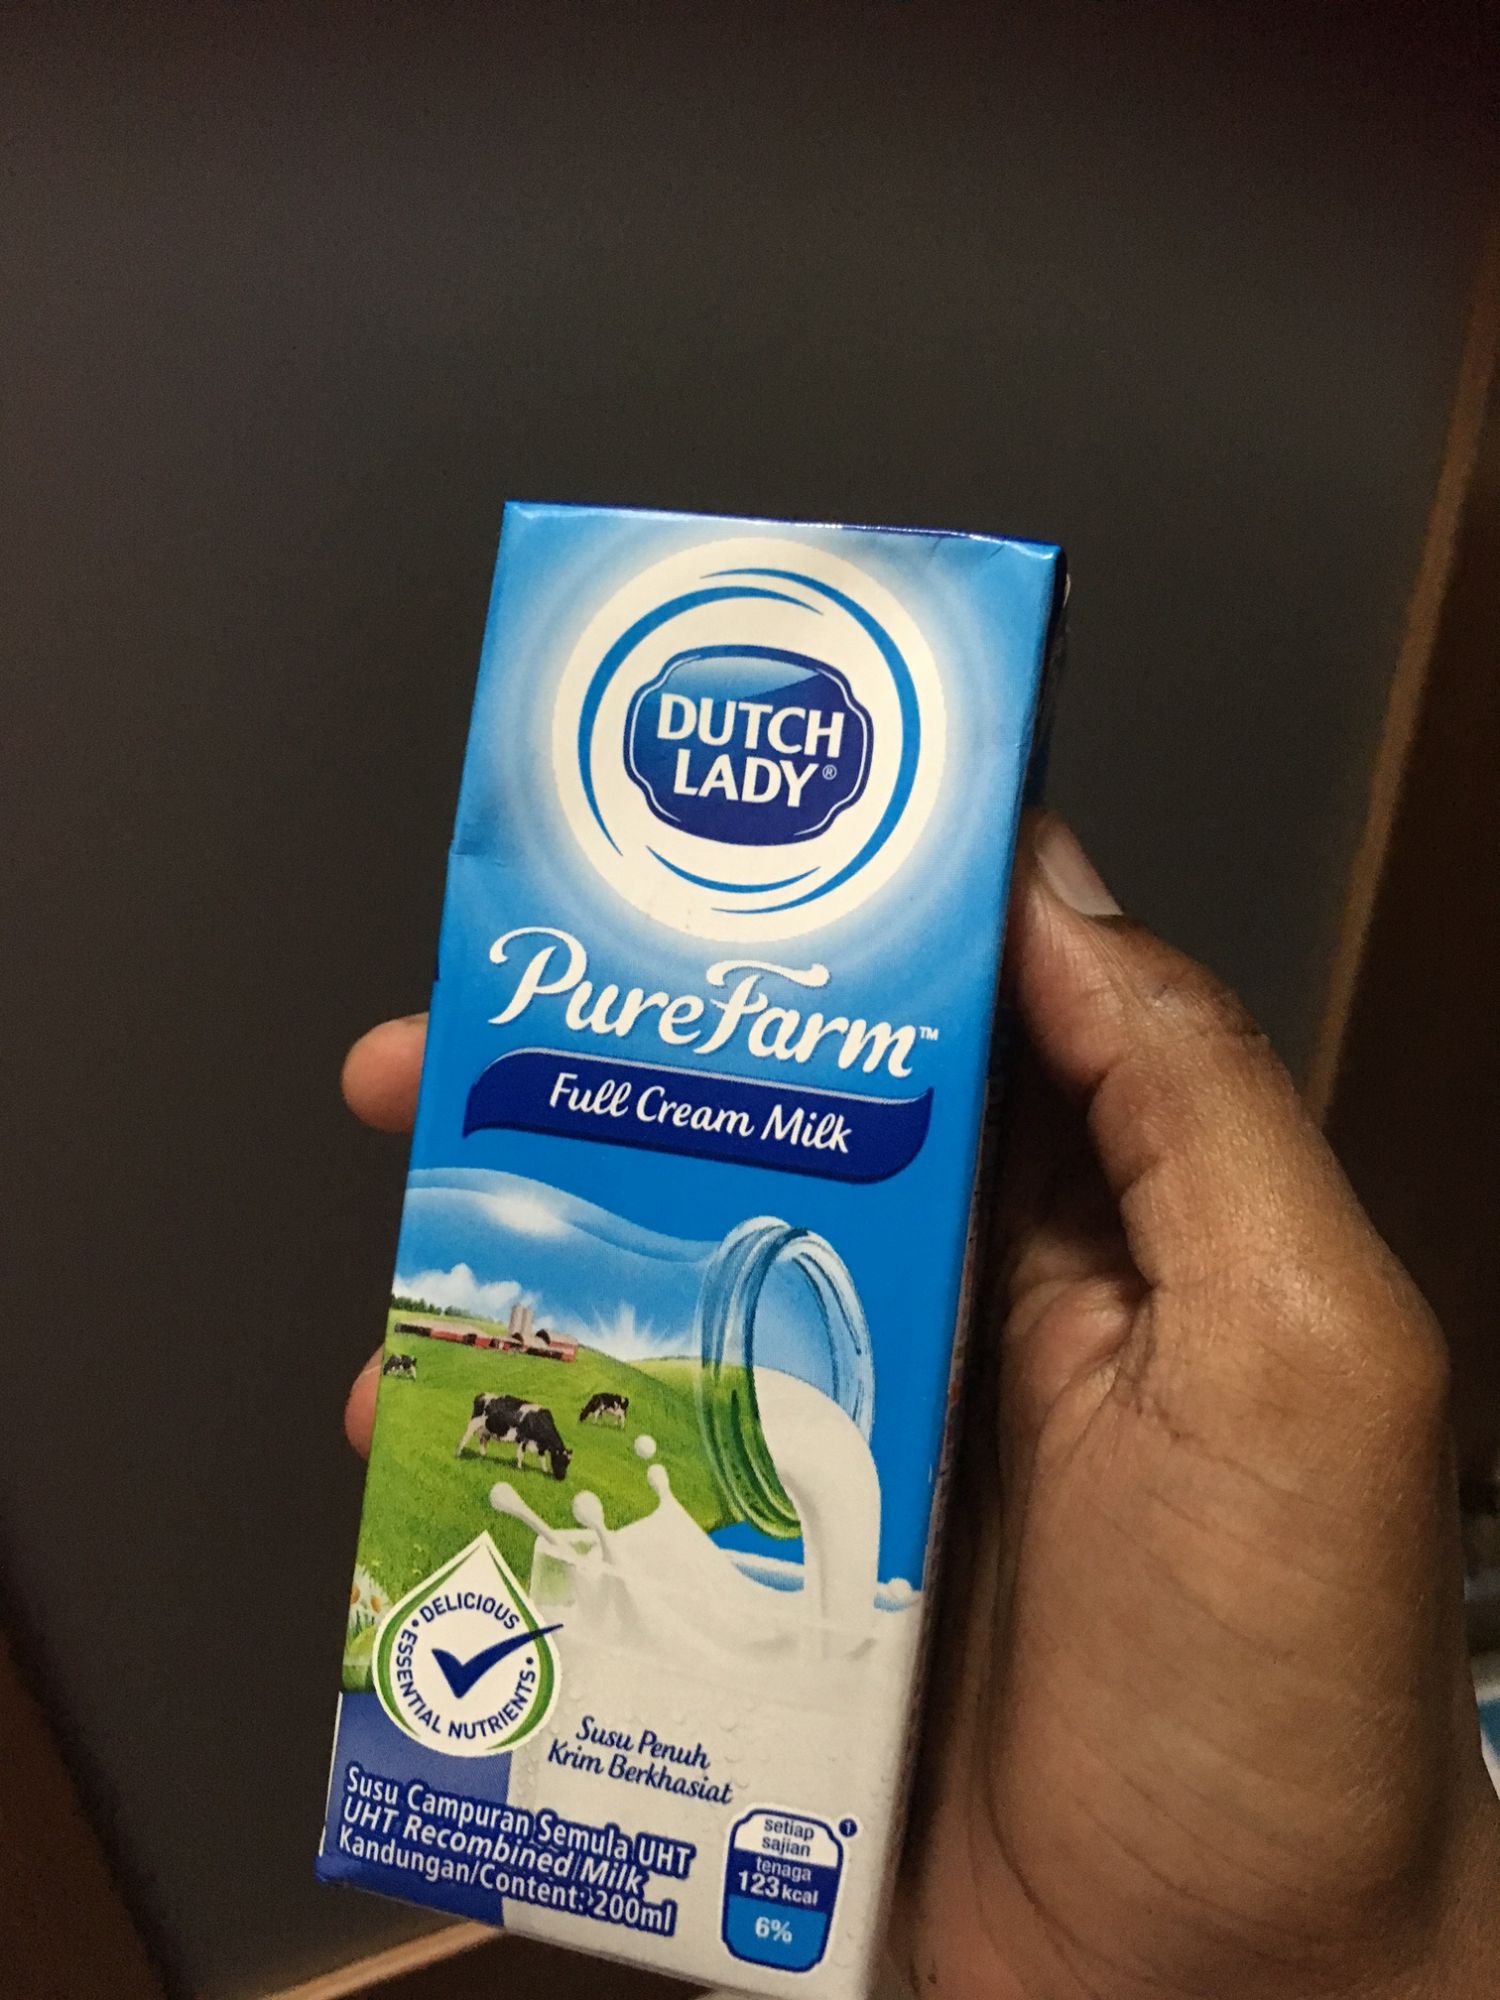 DUTCH
LADY®
PureFarm™
Full Cream Milk
DELICIOUS
• ESSENTIAL NUTRIENTS •
Susu Penuh
Krim Berkhasiat
Susu Campuran Semula UHT
UHT Recombined Milk
Kandungan/Content: 200ml
setiap
sajian
1
tenaga
123 kcal
6%